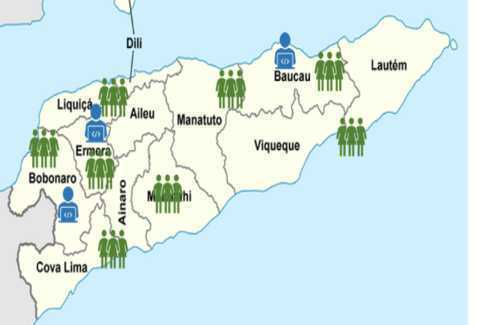 Dili
Baucau
Lautém
Liquiçá
Aileu
Manatuto
Ermera
Viqueque
Bobonaro
Ainaro
Cova Lima